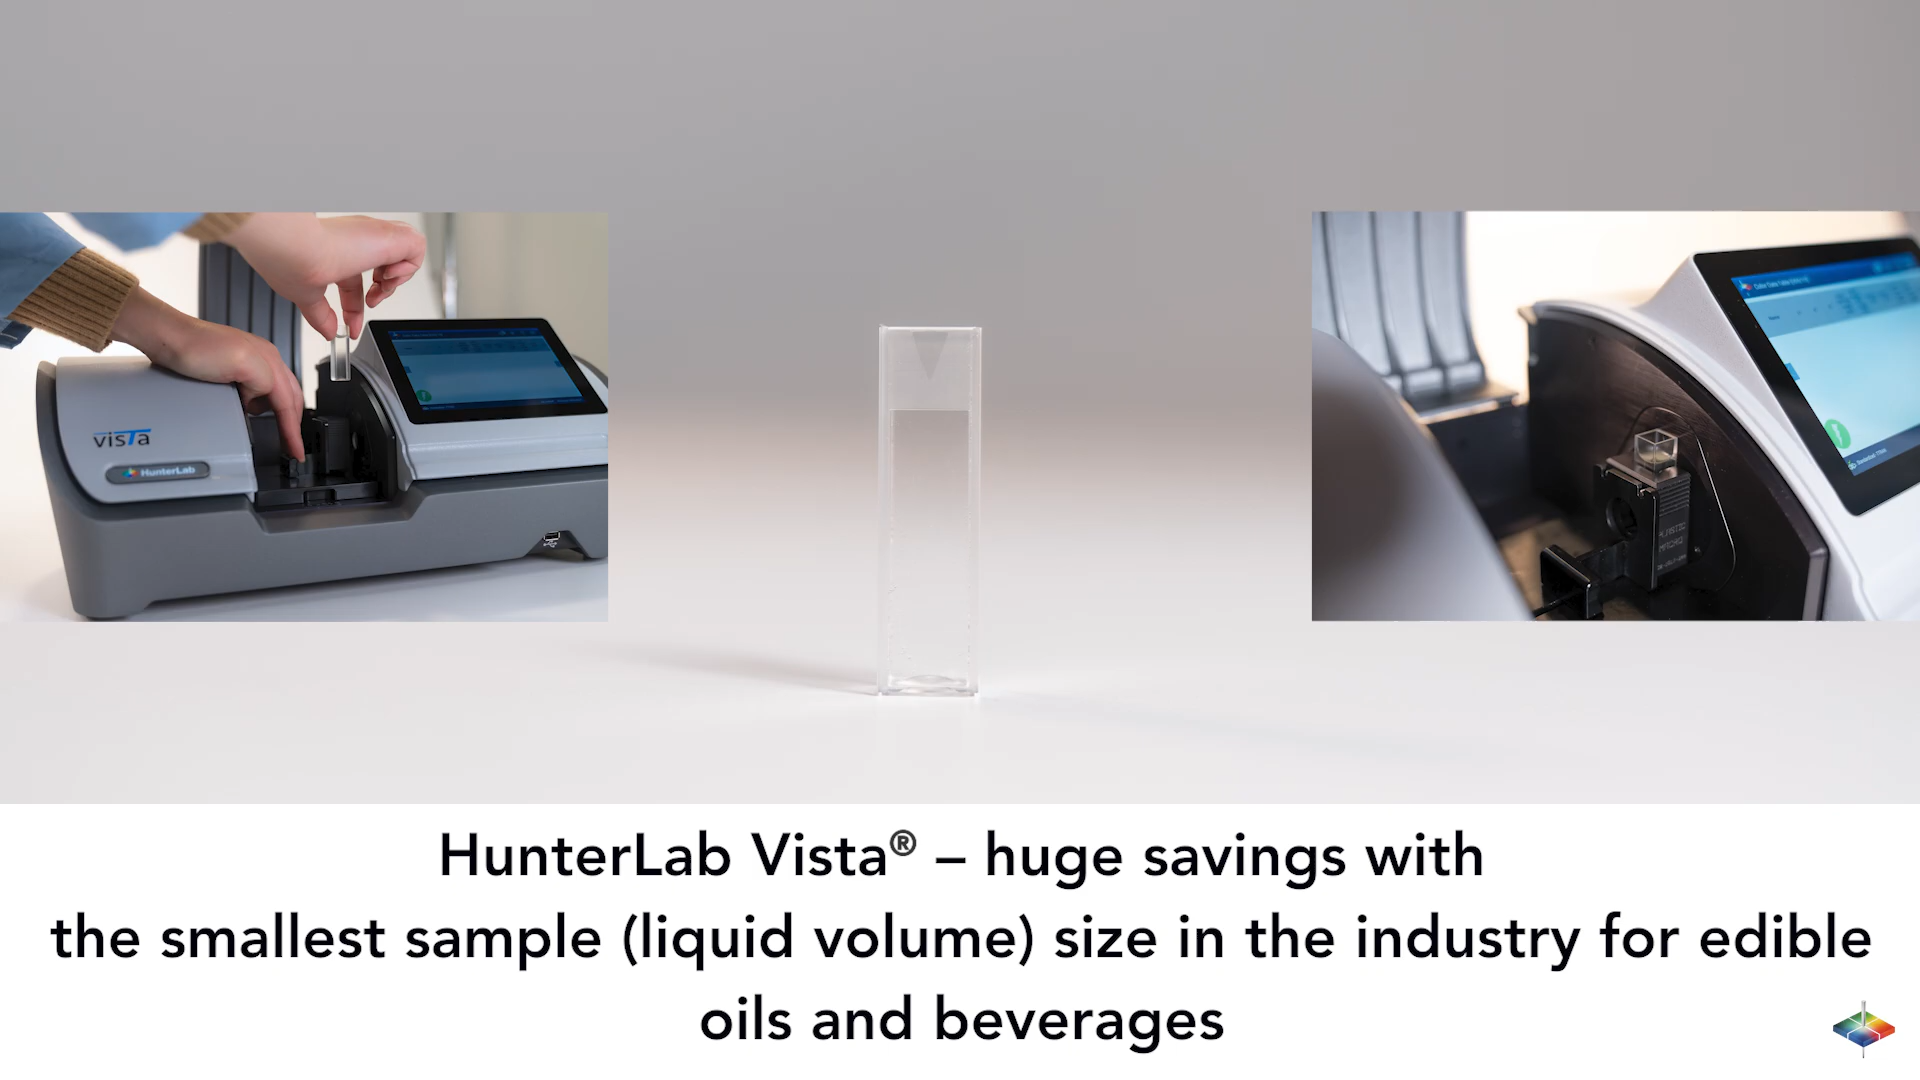 visTa
HunterLab
HunterLab Vista® – huge savings with
the smallest sample (liquid volume) size in the industry for edible
oils and beverages